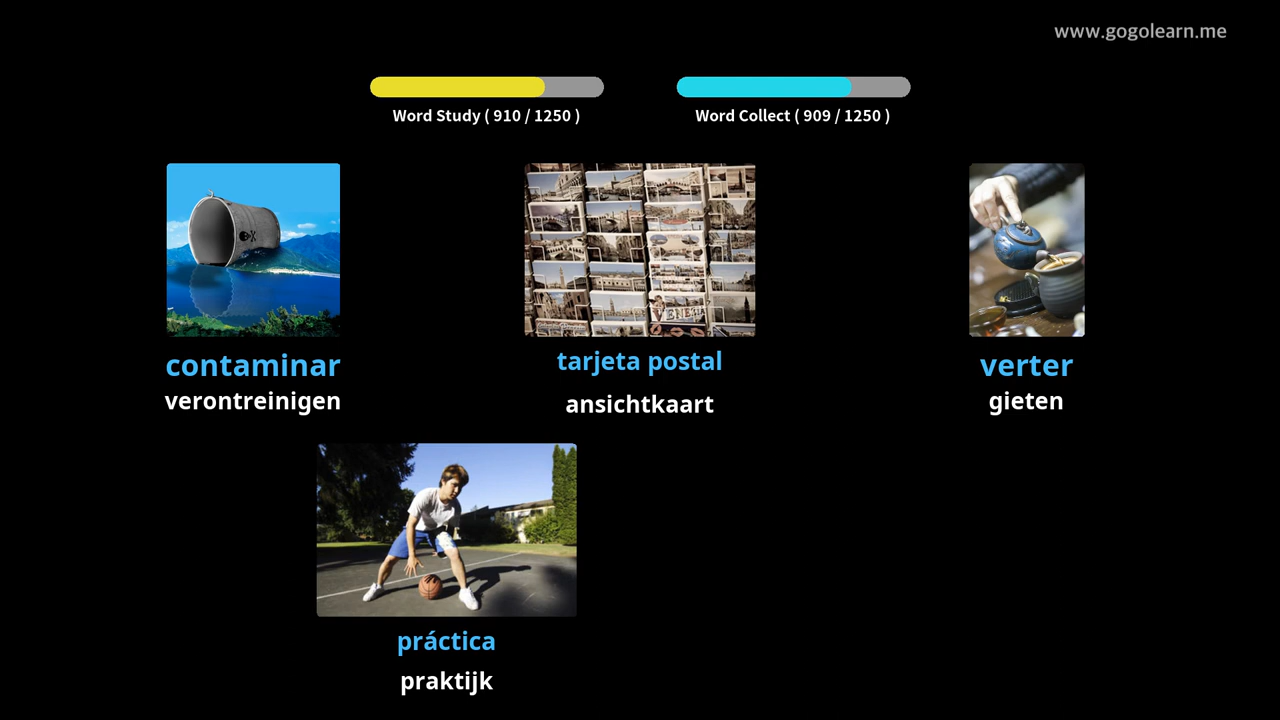 www.gogolearn.me
Word Study ( 910 / 1250 )
Word Collect ( 909 / 1250 )
contaminar
verontreinigen
tarjeta postal
ansichtkaart
verter
gieten
práctica
praktijk